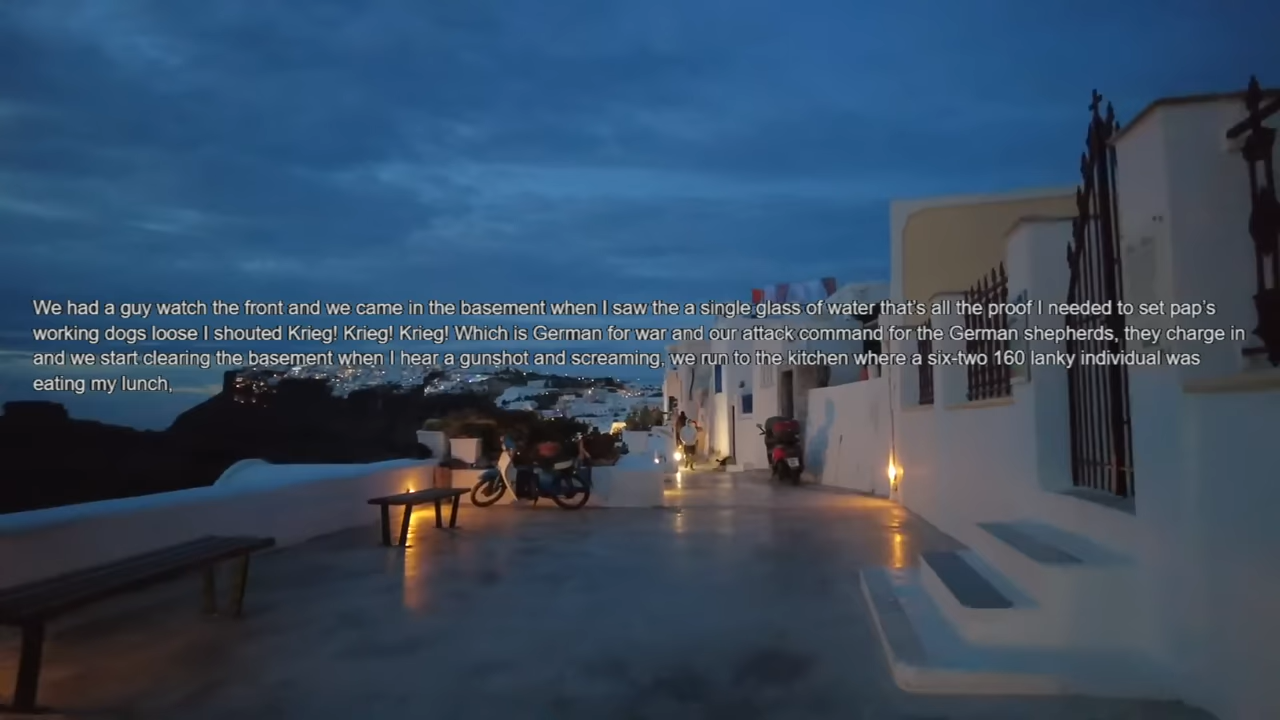 We had a guy watch the front and we came in the basement when I saw the a single glass of water that's all the proof I needed to set pap's
working dogs loose I shouted Krieg! Krieg! Krieg! Which is German for war and our attack command for the German shepherds, they charge in
and we start clearing the basement when I hear a gunshot and screaming, we run to the kitchen where a six-two 160 lanky individual was
eating my lunch,